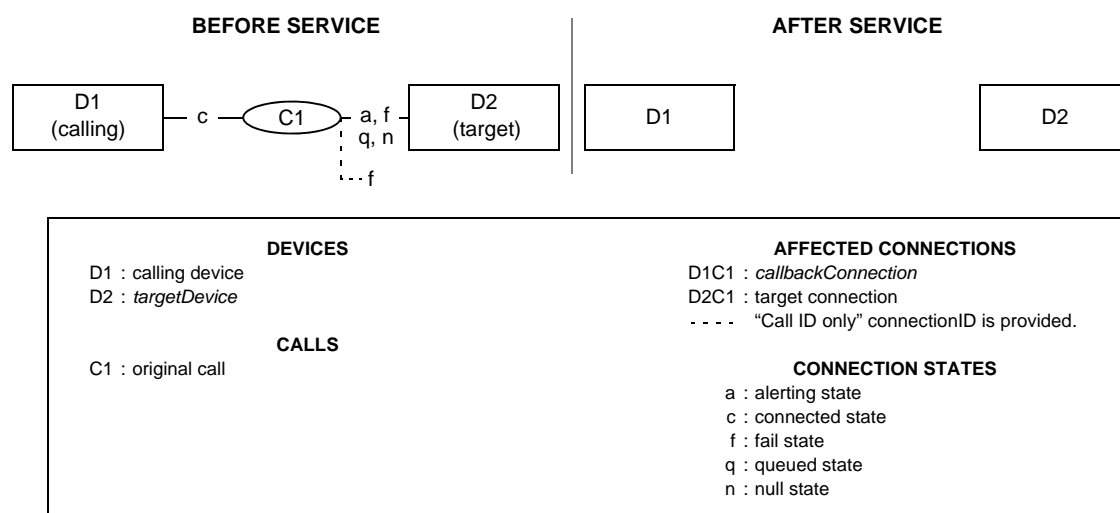 BEFORE SERVICE
AFTER SERVICE
D1
(calling)
c
C1
a, f
q, n
f
D2
(target)
D1
D2
DEVICES
D1 : calling device
D2 : targetDevice
CALLS
C1 : original call
AFFECTED CONNECTIONS
D1C1 : callbackConnection
D2C1 : target connection
- - - - “Call ID only” connectionID is provided.
CONNECTION STATES
a : alerting state
c : connected state
f : fail state
q : queued state
n : null state